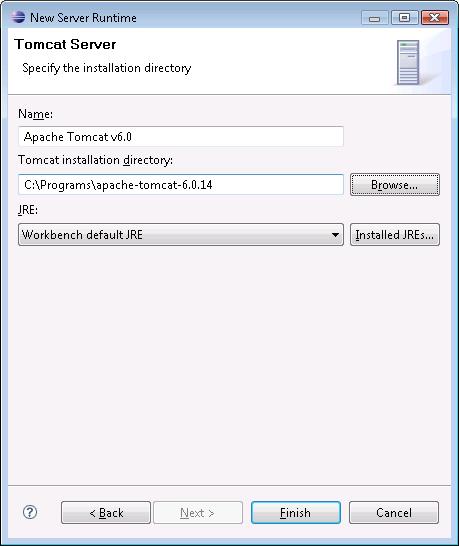 New Server Runtime
Tomcat Server
Specify the installation directory
Name:
Apache Tomcat v6.0
Tomcat installation directory:
C:\Programs\apache-tomcat-6.0.14
Browse...
JRE:
Workbench default JRE
Installed JREs...
?
< Back
Next >
Finish
Cancel